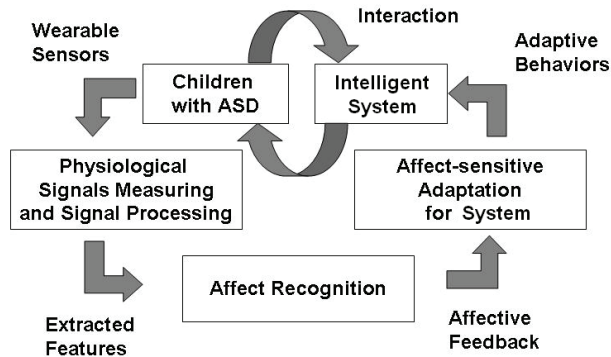 Interaction
Wearable
Sensors
Adaptive
Behaviors
Children
with ASD
Intelligent
System
Physiological
Signals Measuring
and Signal Processing
Affect-sensitive
Adaptation
for System
Affect Recognition
Extracted
Features
Affective
Feedback